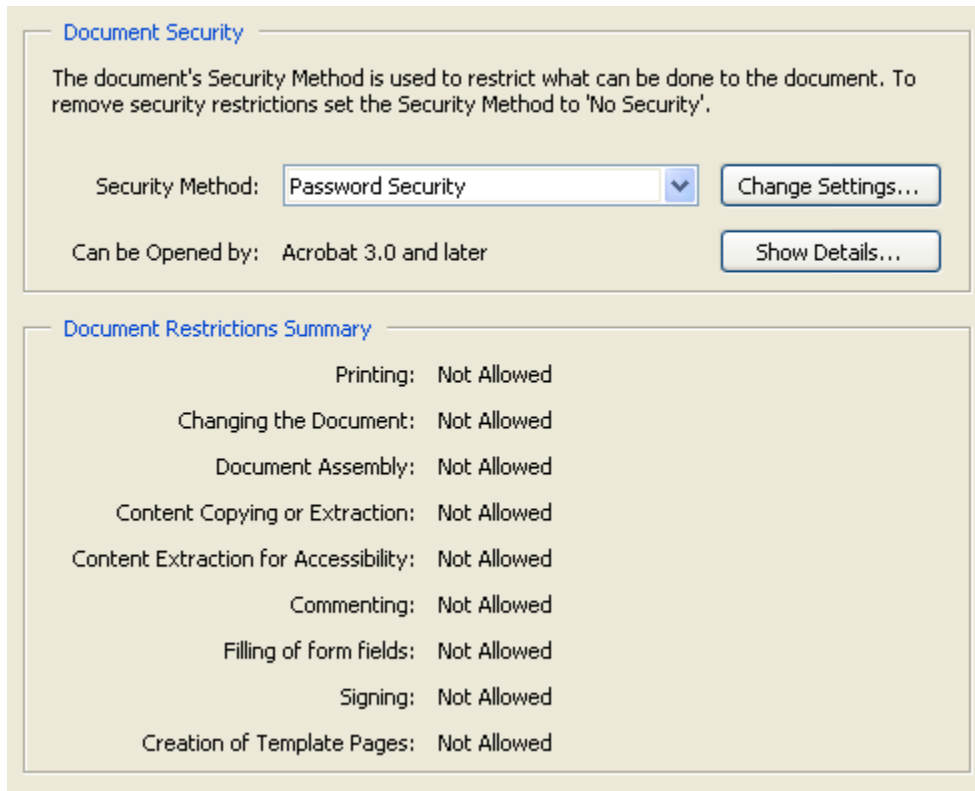 Document Security
The document's Security Method is used to restrict what can be done to the document. To
remove security restrictions set the Security Method to 'No Security'.
Security Method: Password Security Change Settings...
Can be Opened by: Acrobat 3.0 and later Show Details...
Document Restrictions Summary
Printing: Not Allowed
Changing the Document: Not Allowed
Document Assembly: Not Allowed
Content Copying or Extraction: Not Allowed
Content Extraction for Accessibility: Not Allowed
Commenting: Not Allowed
Filling of form fields: Not Allowed
Signing: Not Allowed
Creation of Template Pages: Not Allowed